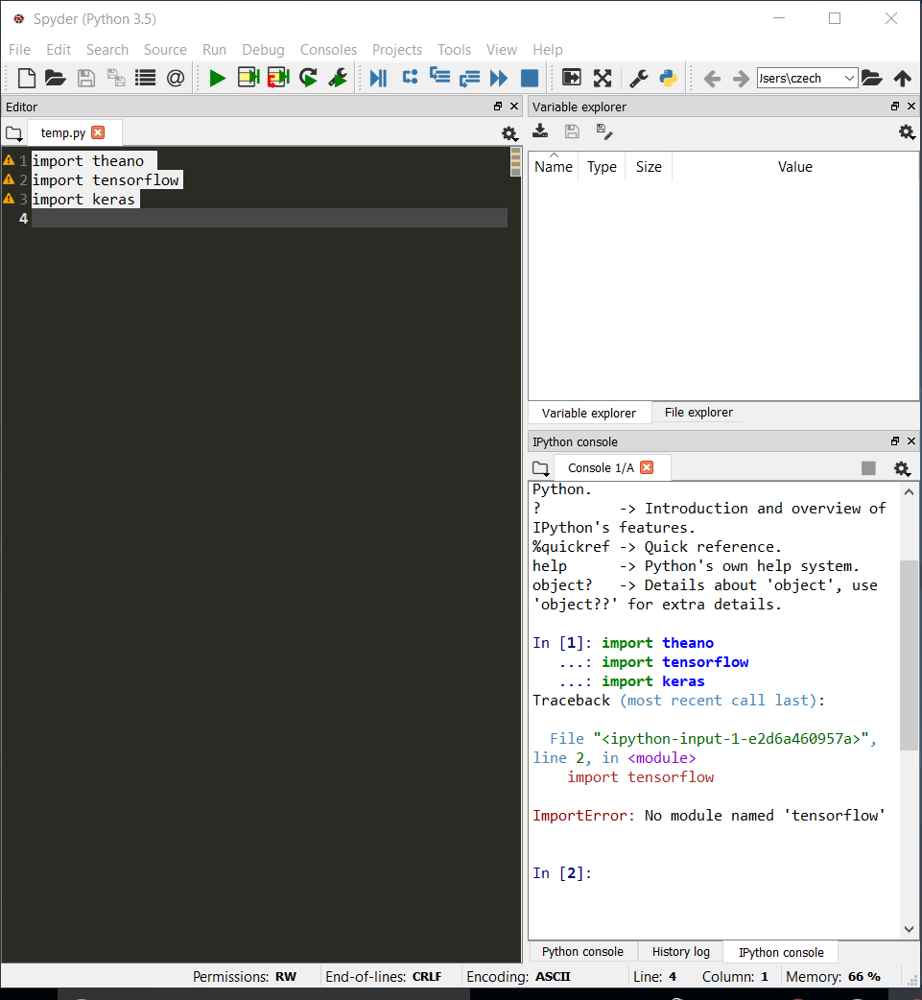 Spyder (Python 3.5)
File Edit Search Source Run Debug Consoles Projects Tools View Help
Jsers\czech
Editor
temp.py
1 import theano
2 import tensorflow
3 import keras
4
Variable explorer
Name Type Size Value
Variable explorer File explorer
IPython console
Console 1/A
Python.
? -> Introduction and overview of
IPython's features.
%quickref -> Quick reference.
help -> Python's own help system.
object? -> Details about 'object', use
'object??' for extra details.
In [1]: import theano
...: import tensorflow
...: import keras
Traceback (most recent call last):
File "<ipython-input-1-e2d6a460957a>",
line 2, in <module>
import tensorflow
ImportError: No module named 'tensorflow'
In [2]:
Python console History log IPython console
Permissions: RW End-of-lines: CRLF Encoding: ASCII Line: 4 Column: 1 Memory: 66 %